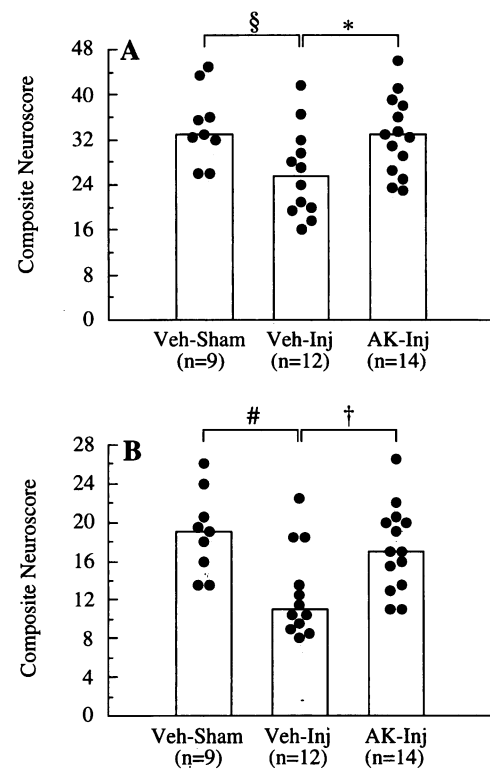 A
§
*
48
40
32
24
16
8
0
Composite Neuroscore
Veh-Sham Veh-Inj AK-Inj
(n=9) (n=12) (n=14)
B
#
†
28
24
20
16
12
8
4
0
Composite Neuroscore
Veh-Sham Veh-Inj AK-Inj
(n=9) (n=12) (n=14)